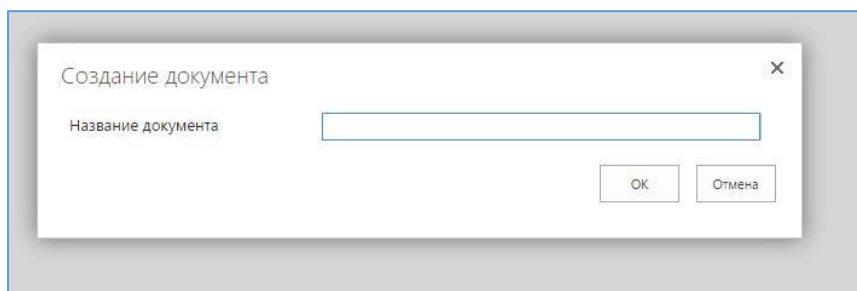 Создание документа
Название документа
ОК
Отмена